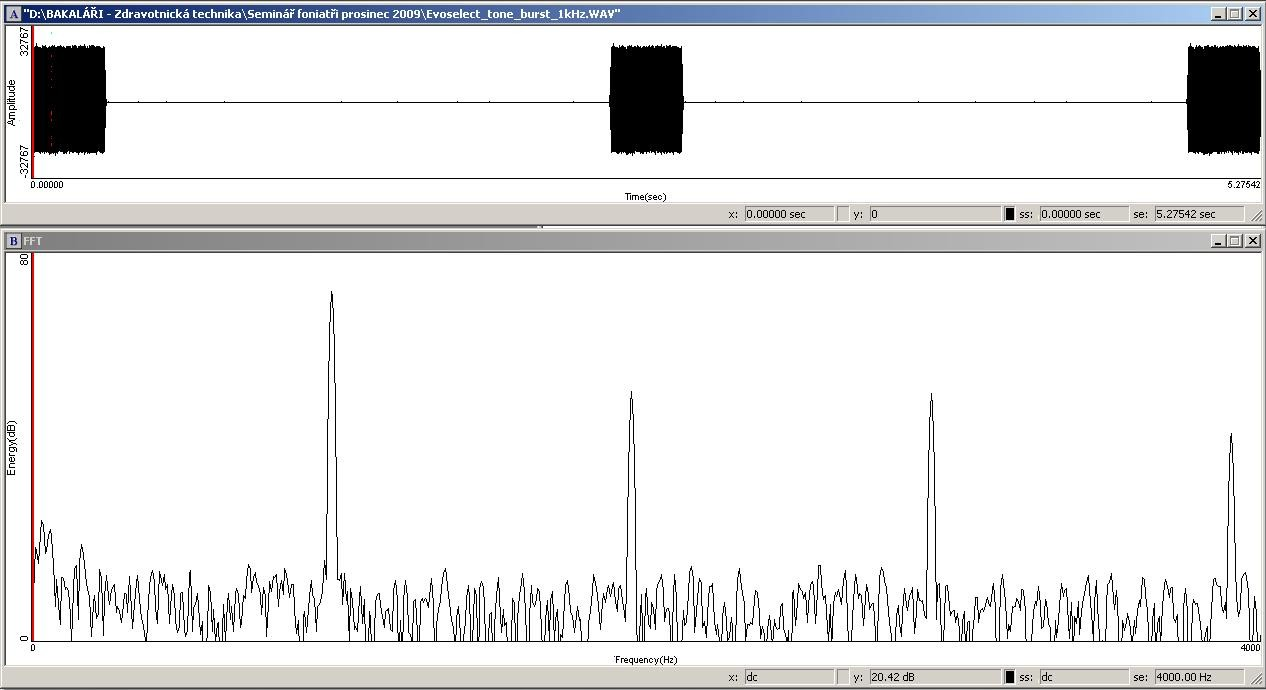 A "D:\BAKALÁŘI - Zdravotnická technika\Seminář foniatři prosinec 2009\Evoselect_tone_burst_1kHz.WAV"
32767
Amplitude
-32767
0.00000
5.27542
Time(sec)
x: 0.00000 sec y: 0 ss: 0.00000 sec se: 5.27542 sec
B FFT
80
Energy(dB)
0
0
4000
Frequency(Hz)
x: dc y: 20.42 dB ss: dc se: 4000.00 Hz